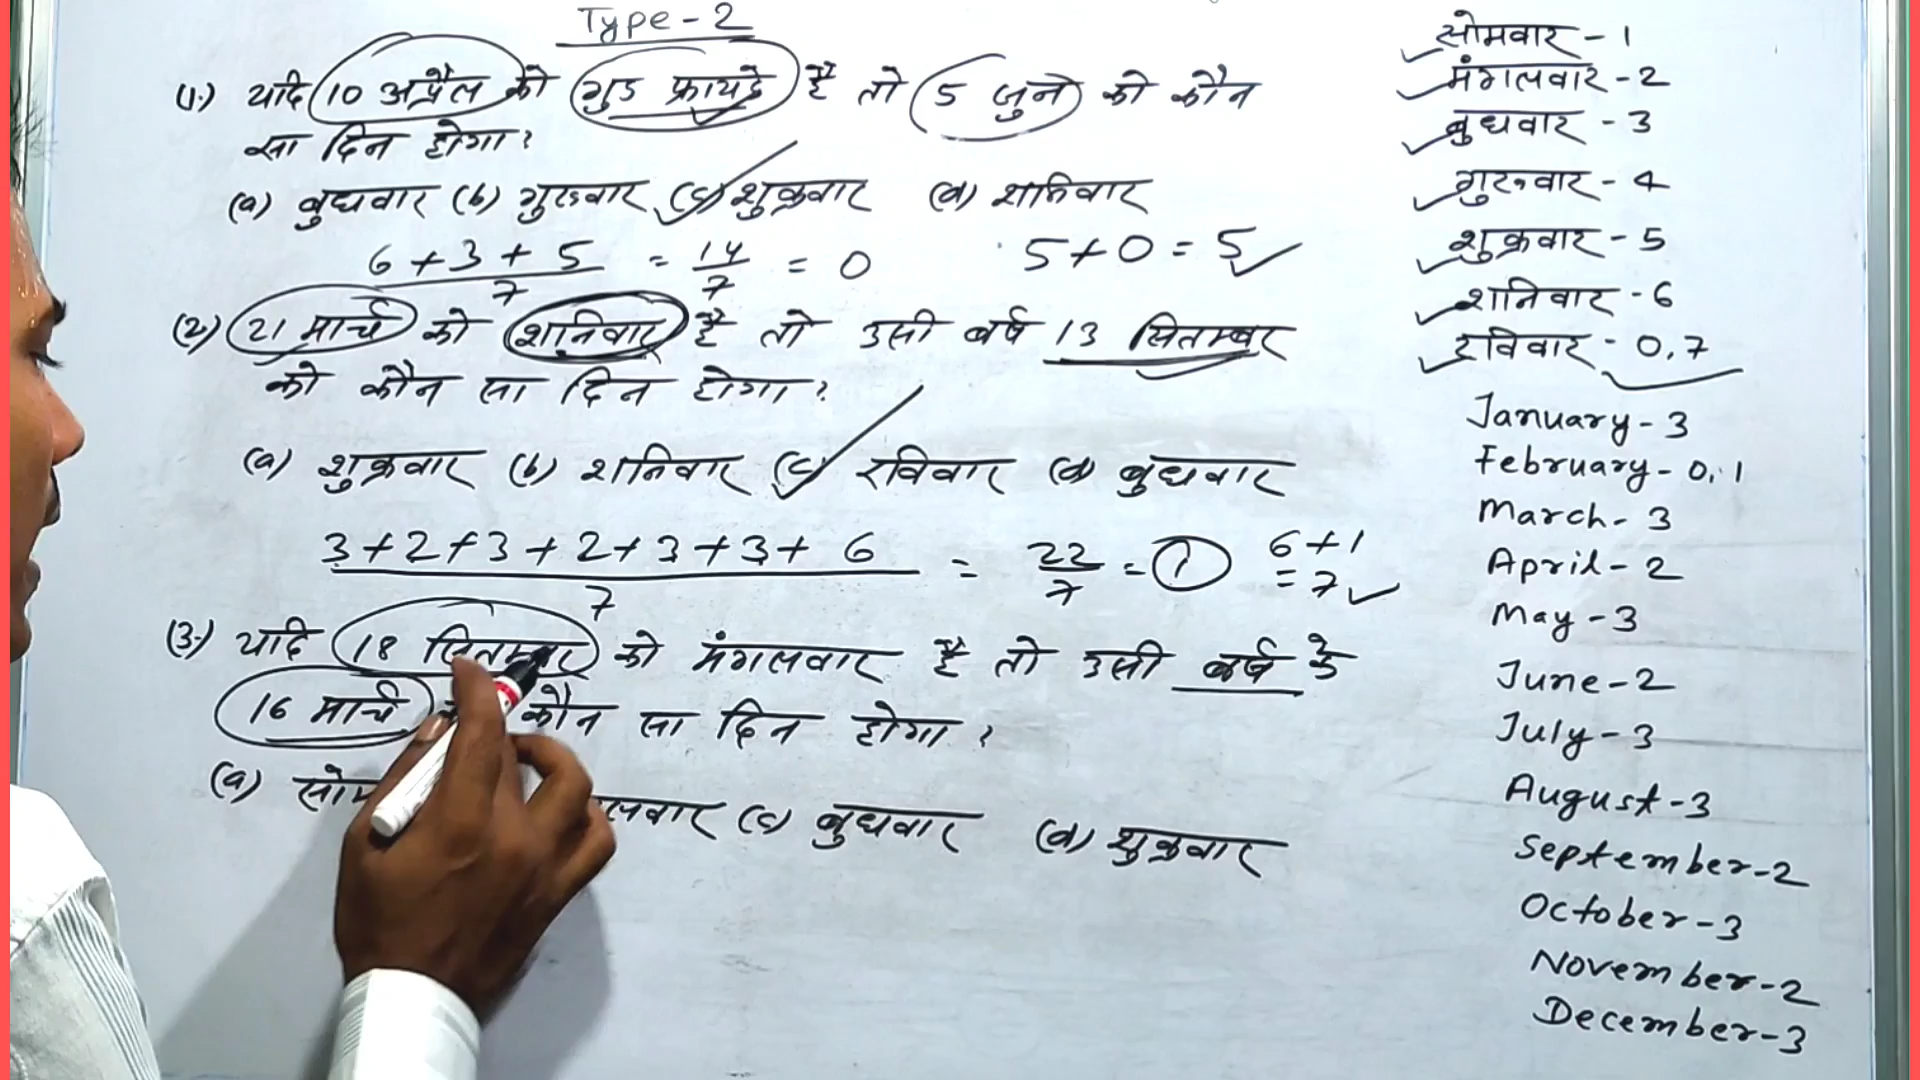 Type-2
(1.) यदि 10 अप्रैल को गुड फ्रायडे है तो 5 जुन को कौन
सा दिन होगा?
(a) बुधवार (b) गुरुवार (c) शुक्रवार (d) शनिवार
6+3+5/7 = 14/7 = 0 5+0=5
(2) 21 मार्च को शनिवार है तो उसी वर्ष 13 सितम्बर
को कौन सा दिन होगा?
(a) शुक्रवार (b) शनिवार (c) रविवार (d) बुधवार
3+2+3+2+3+3+6/7 = 22/7 = 1 6+1 = 7
(3.) यदि 18 सितम्बर को मंगलवार है तो उसी वर्ष के
16 मार्च कौन सा दिन होगा?
(a) (c) बुधवार (d) शुक्रवार
सोमवार-1
मंगलवार-2
बुधवार-3
गुरुवार-4
शुक्रवार-5
शनिवार-6
रविवार-0,7
January-3
February-0,1
March-3
April-2
May-3
June-2
July-3
August-3
September-2
October-3
November-2
December-3